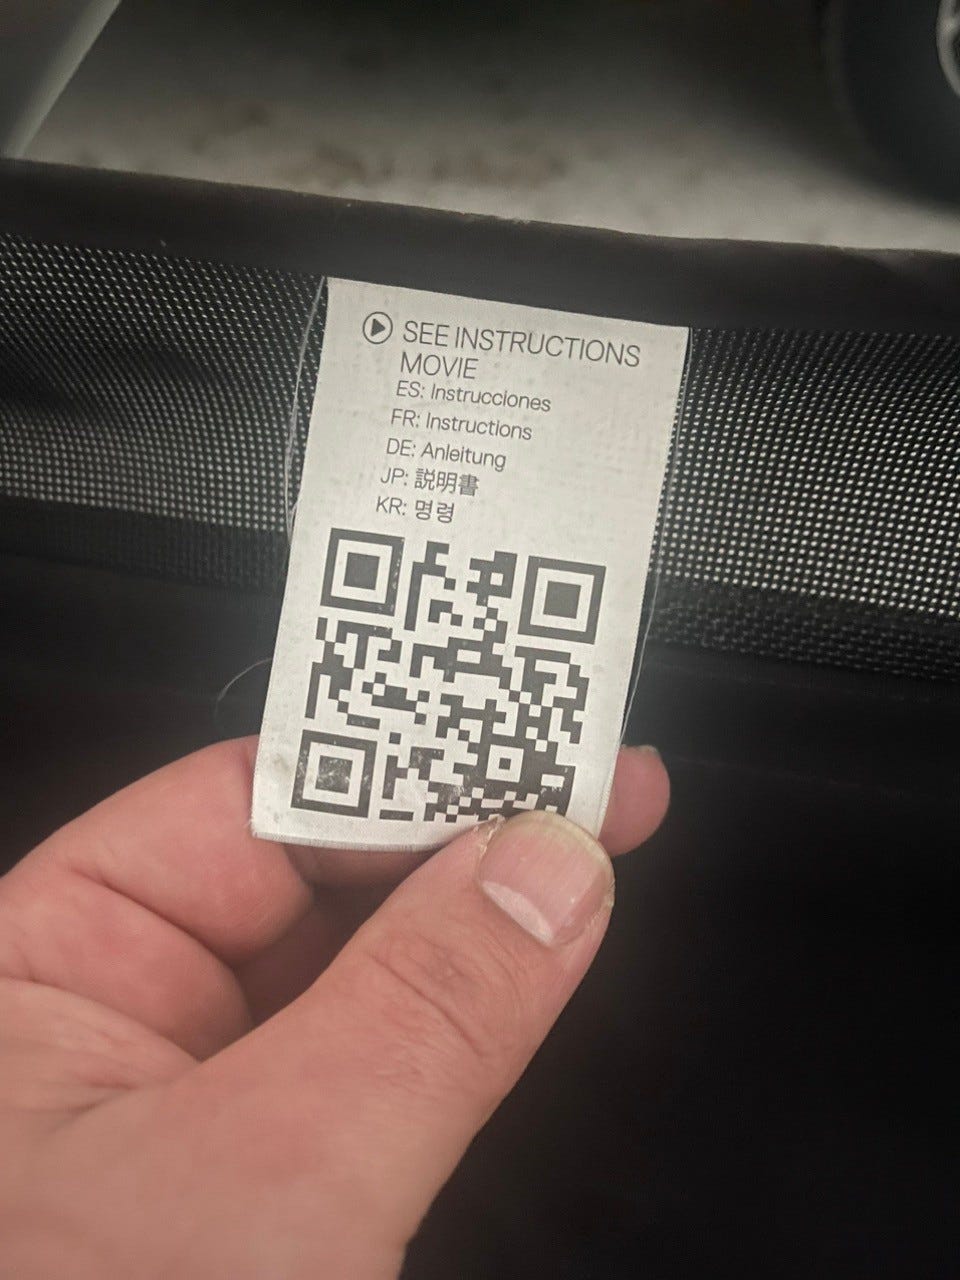 SEE INSTRUCTIONS
MOVIE
ES: Instrucciones
FR: Instructions
DE: Anleitung
JP: 説明書
KR: 명령